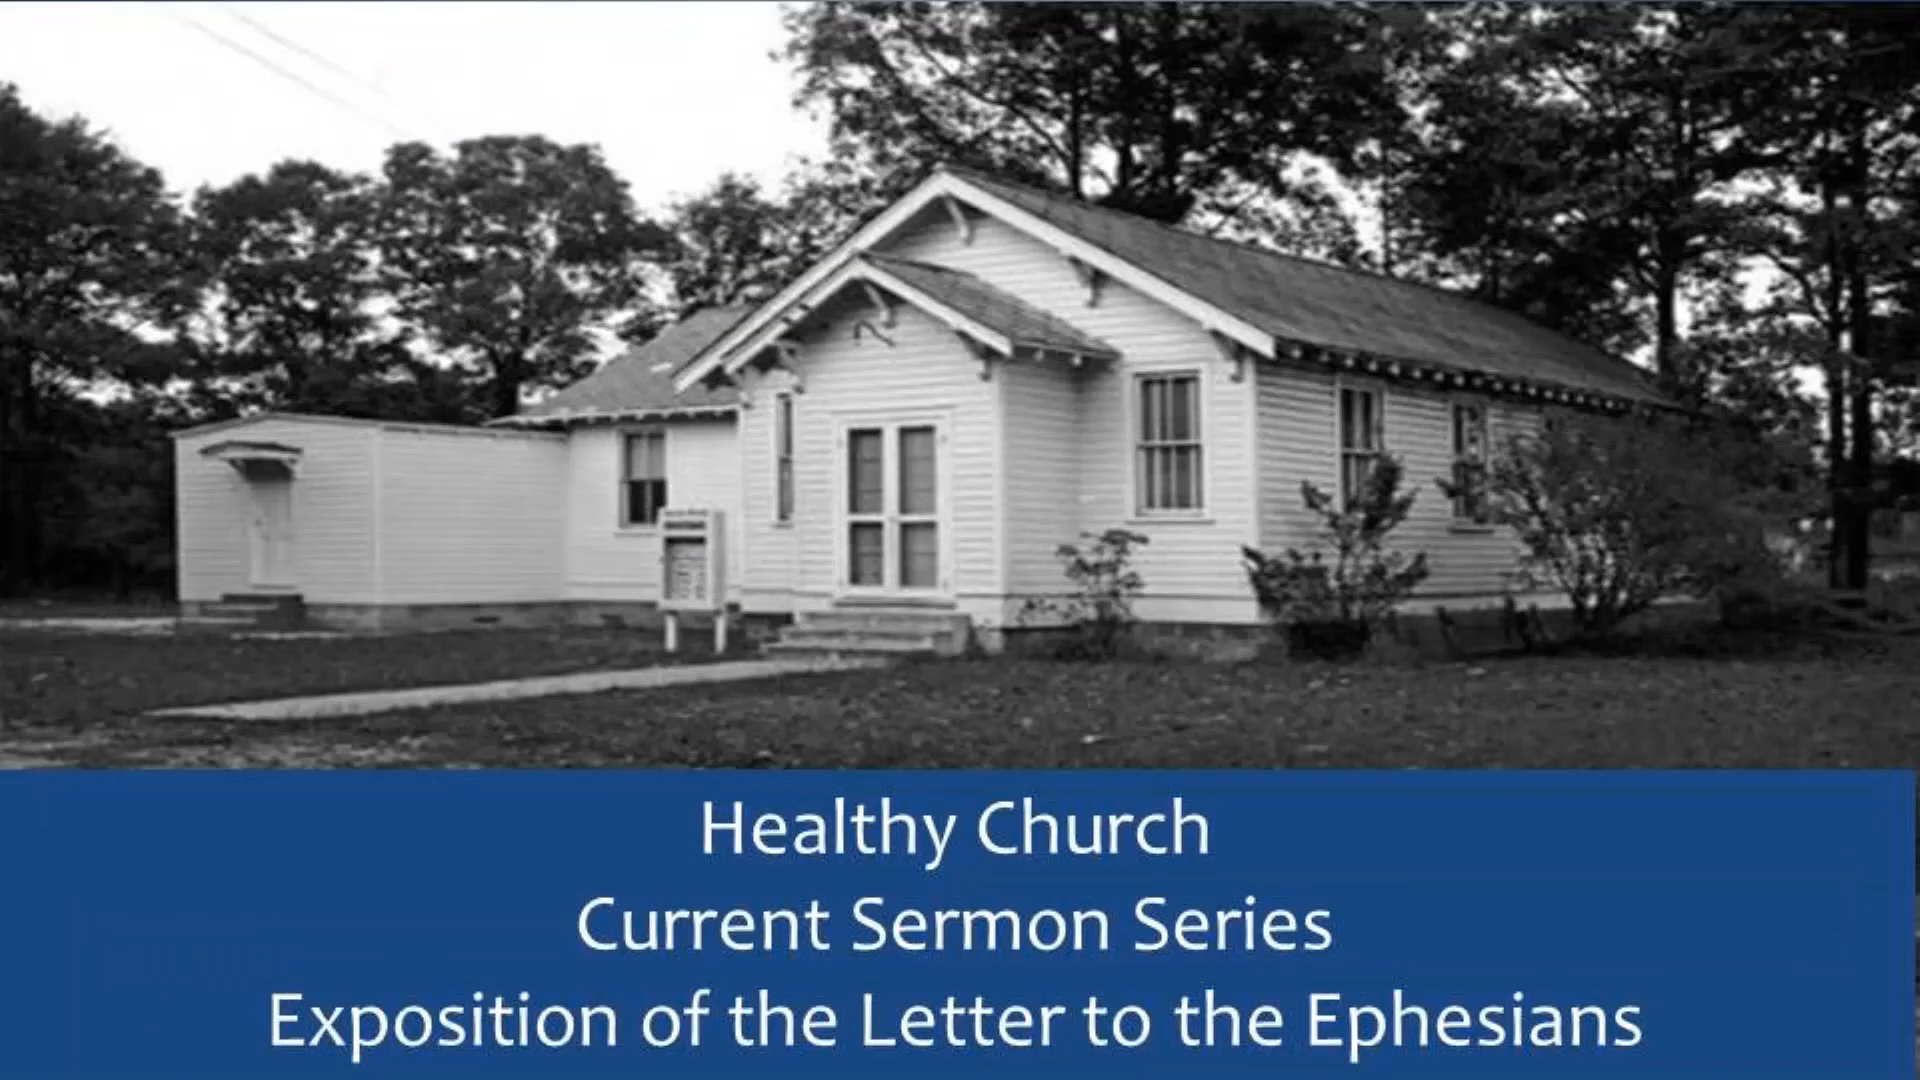 Healthy Church
Current Sermon Series
Exposition of the Letter to the Ephesians